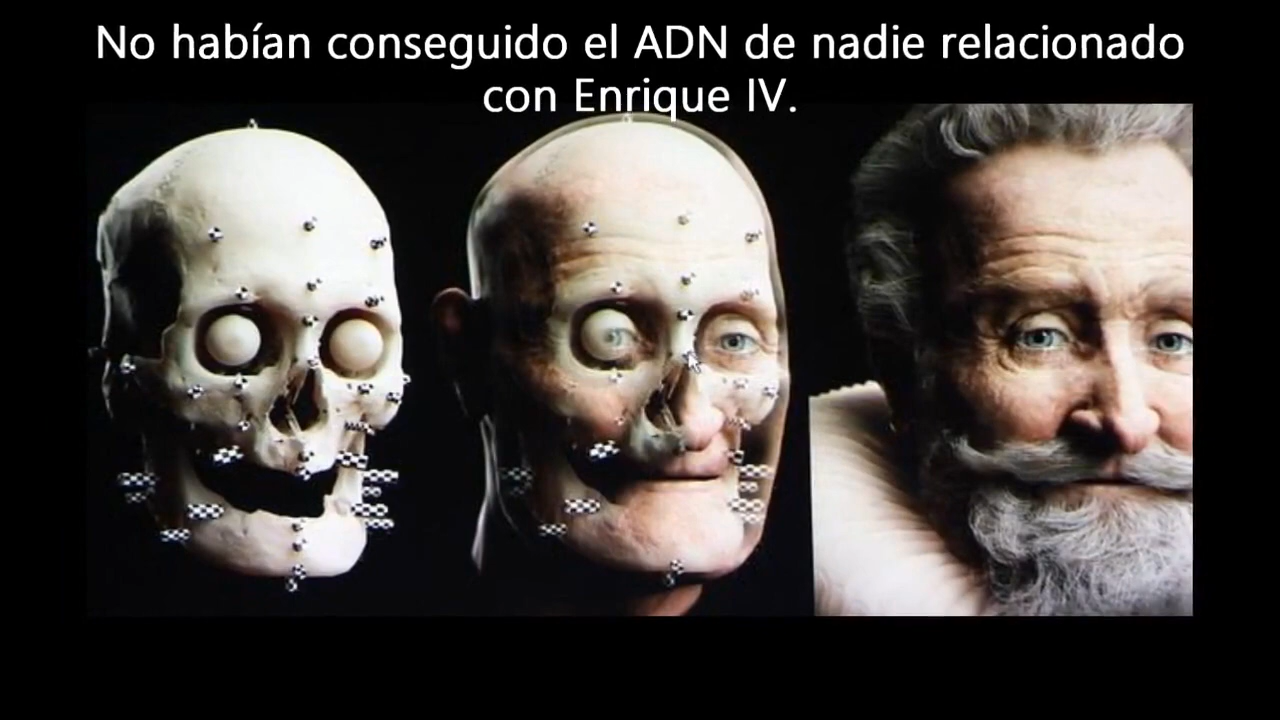 No habían conseguido el ADN de nadie relacionado
con Enrique IV.